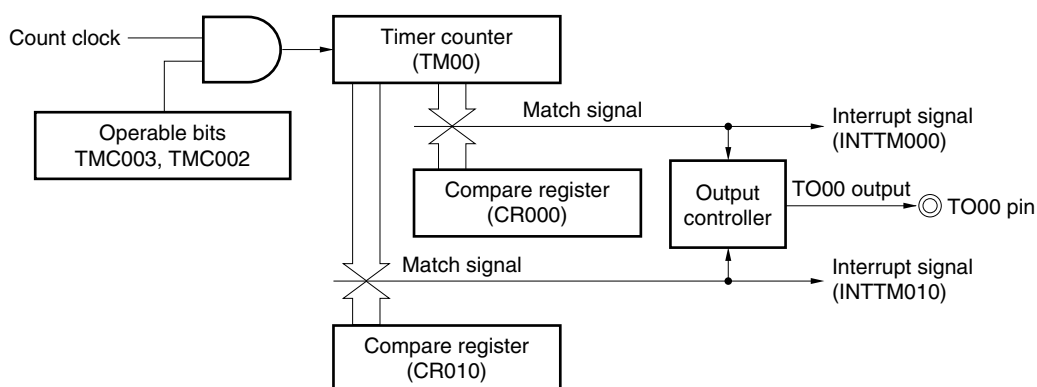 Count clock
Timer counter
(TM00)
Operable bits
TMC003, TMC002
Match signal
Interrupt signal
(INTTM000)
Compare register
(CR000)
Output
controller
TO00 output
TO00 pin
Match signal
Interrupt signal
(INTTM010)
Compare register
(CR010)